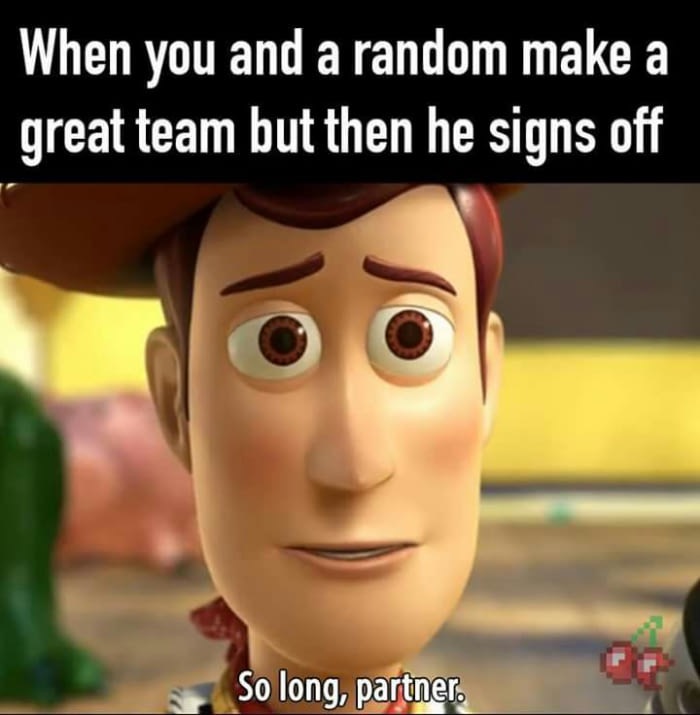 When you and a random make a
great team but then he signs off
So long, partner.